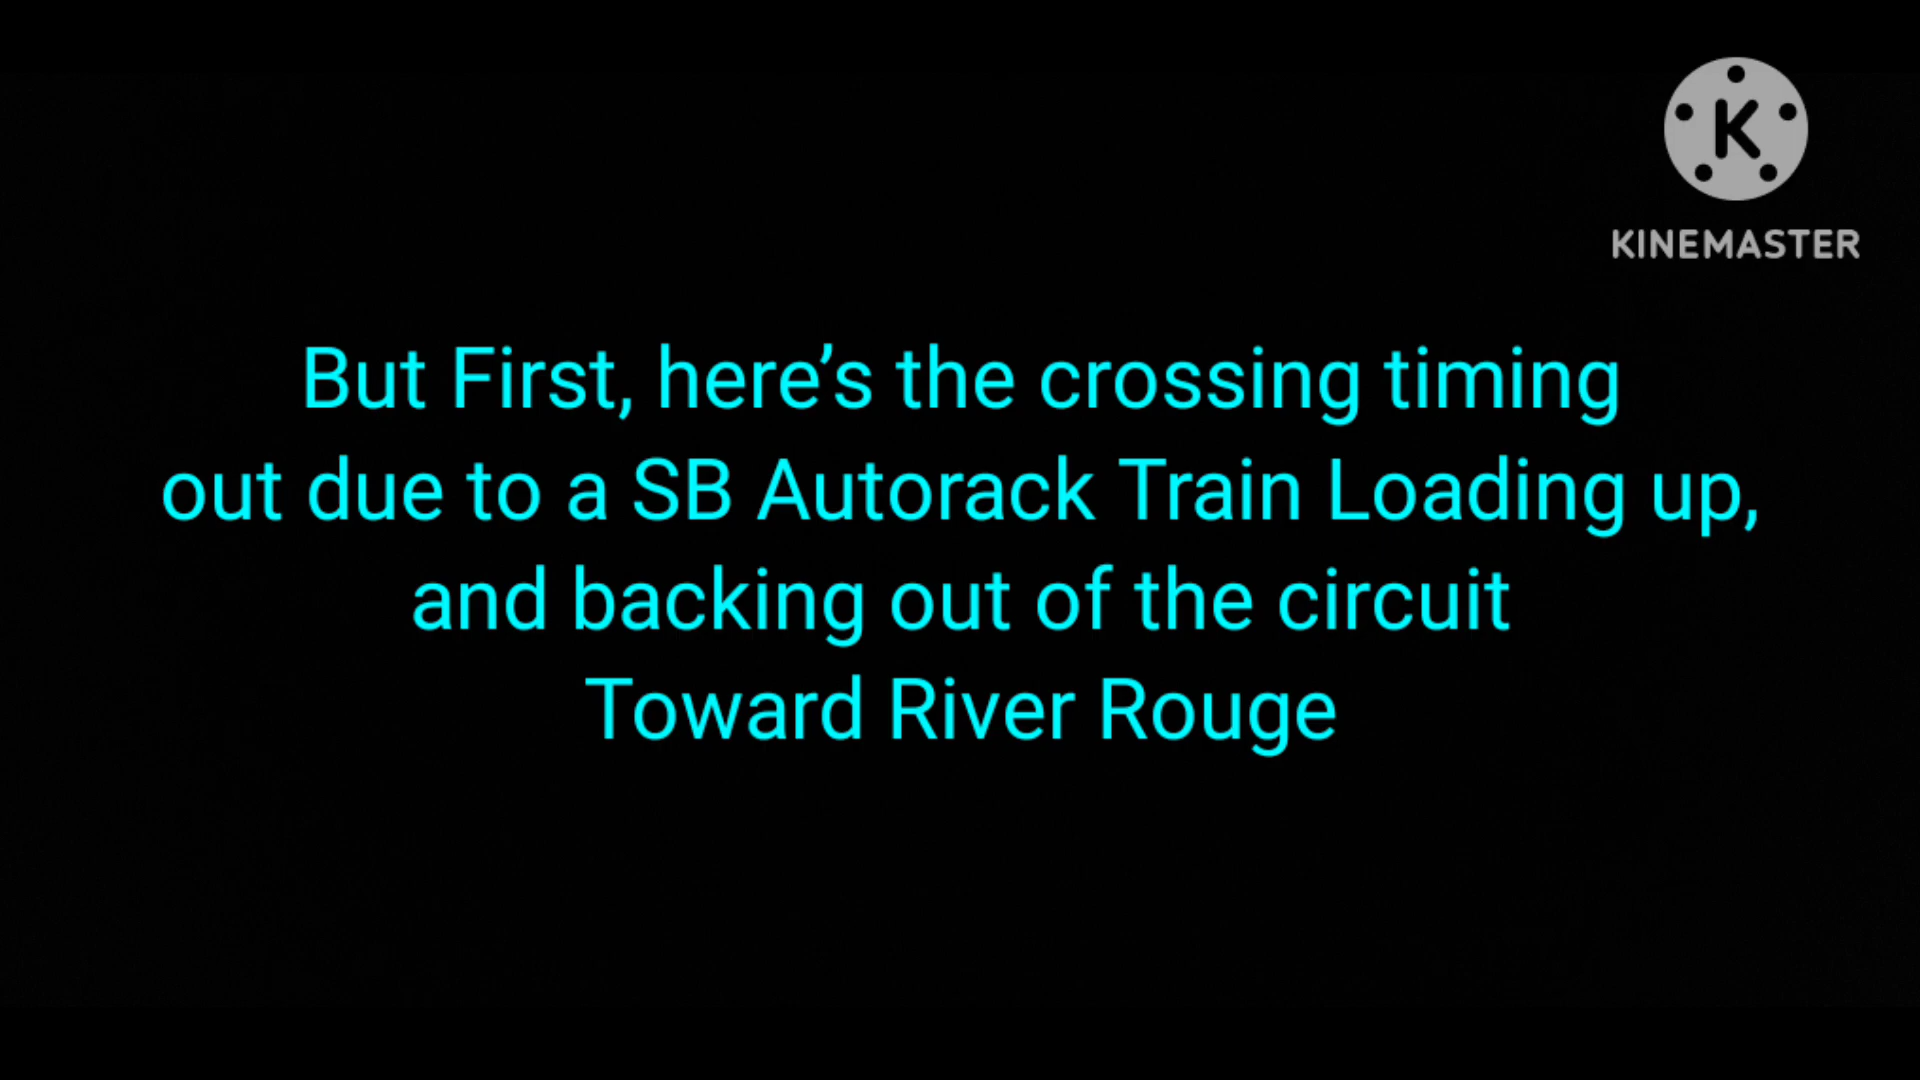 K
KINEMASTER
But First, here’s the crossing timing
out due to a SB Autorack Train Loading up,
and backing out of the circuit
Toward River Rouge